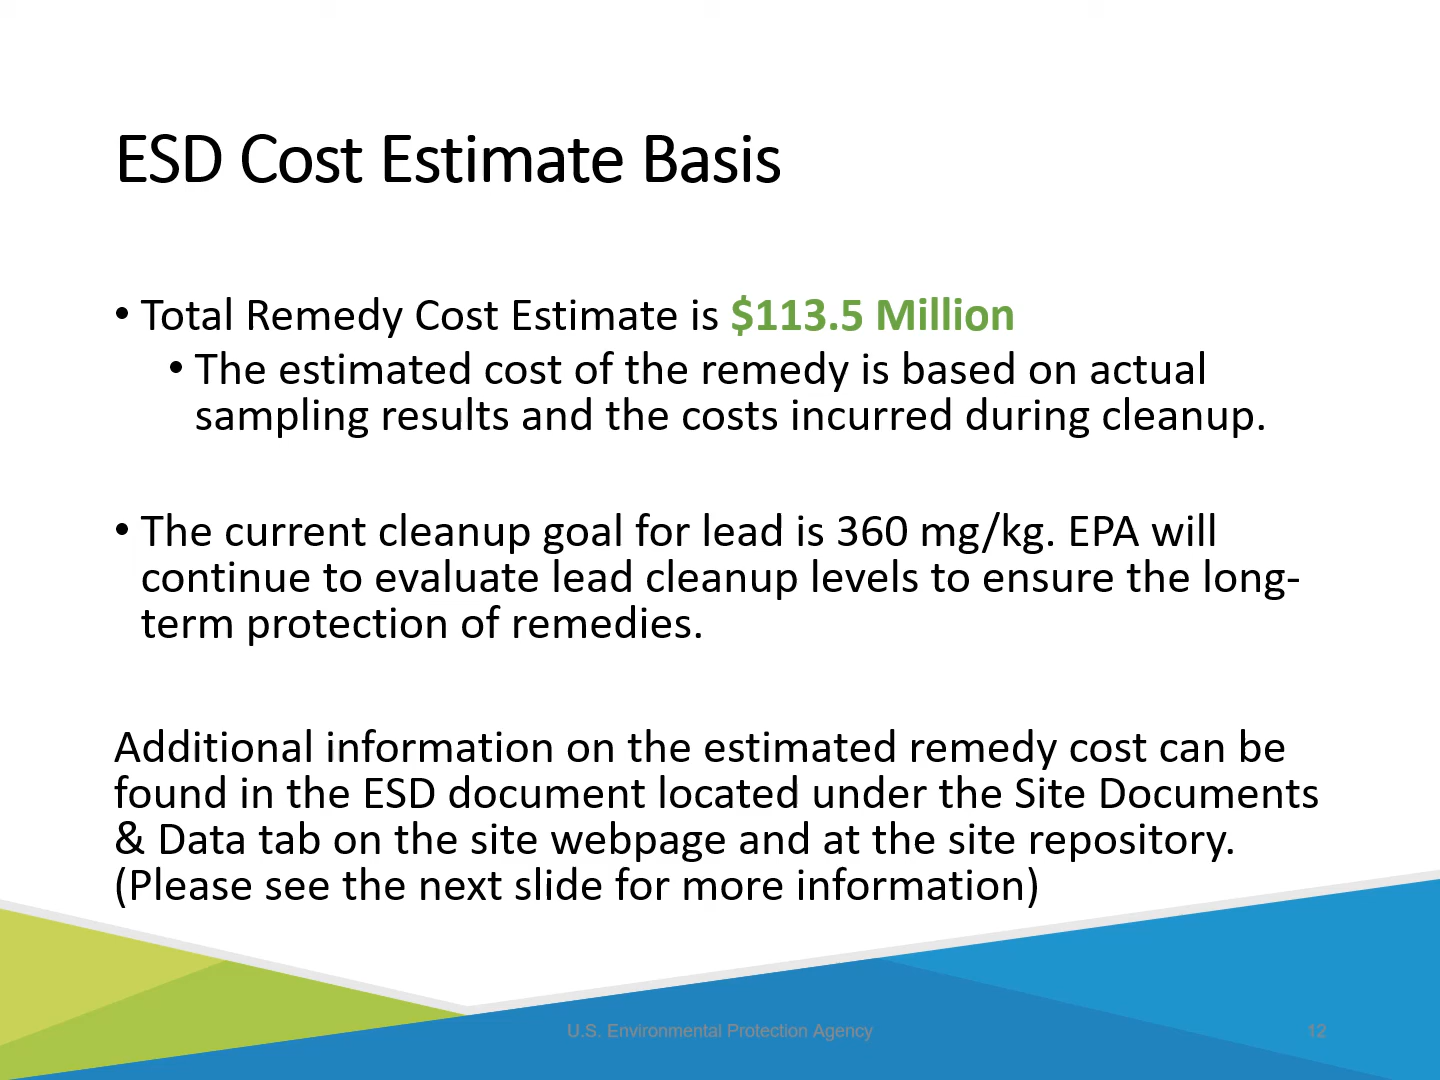 ESD Cost Estimate Basis
• Total Remedy Cost Estimate is $113.5 Million
• The estimated cost of the remedy is based on actual
sampling results and the costs incurred during cleanup.
• The current cleanup goal for lead is 360 mg/kg. EPA will
continue to evaluate lead cleanup levels to ensure the long-
term protection of remedies.
Additional information on the estimated remedy cost can be
found in the ESD document located under the Site Documents
& Data tab on the site webpage and at the site repository.
(Please see the next slide for more information)
U.S. Environmental Protection Agency
12